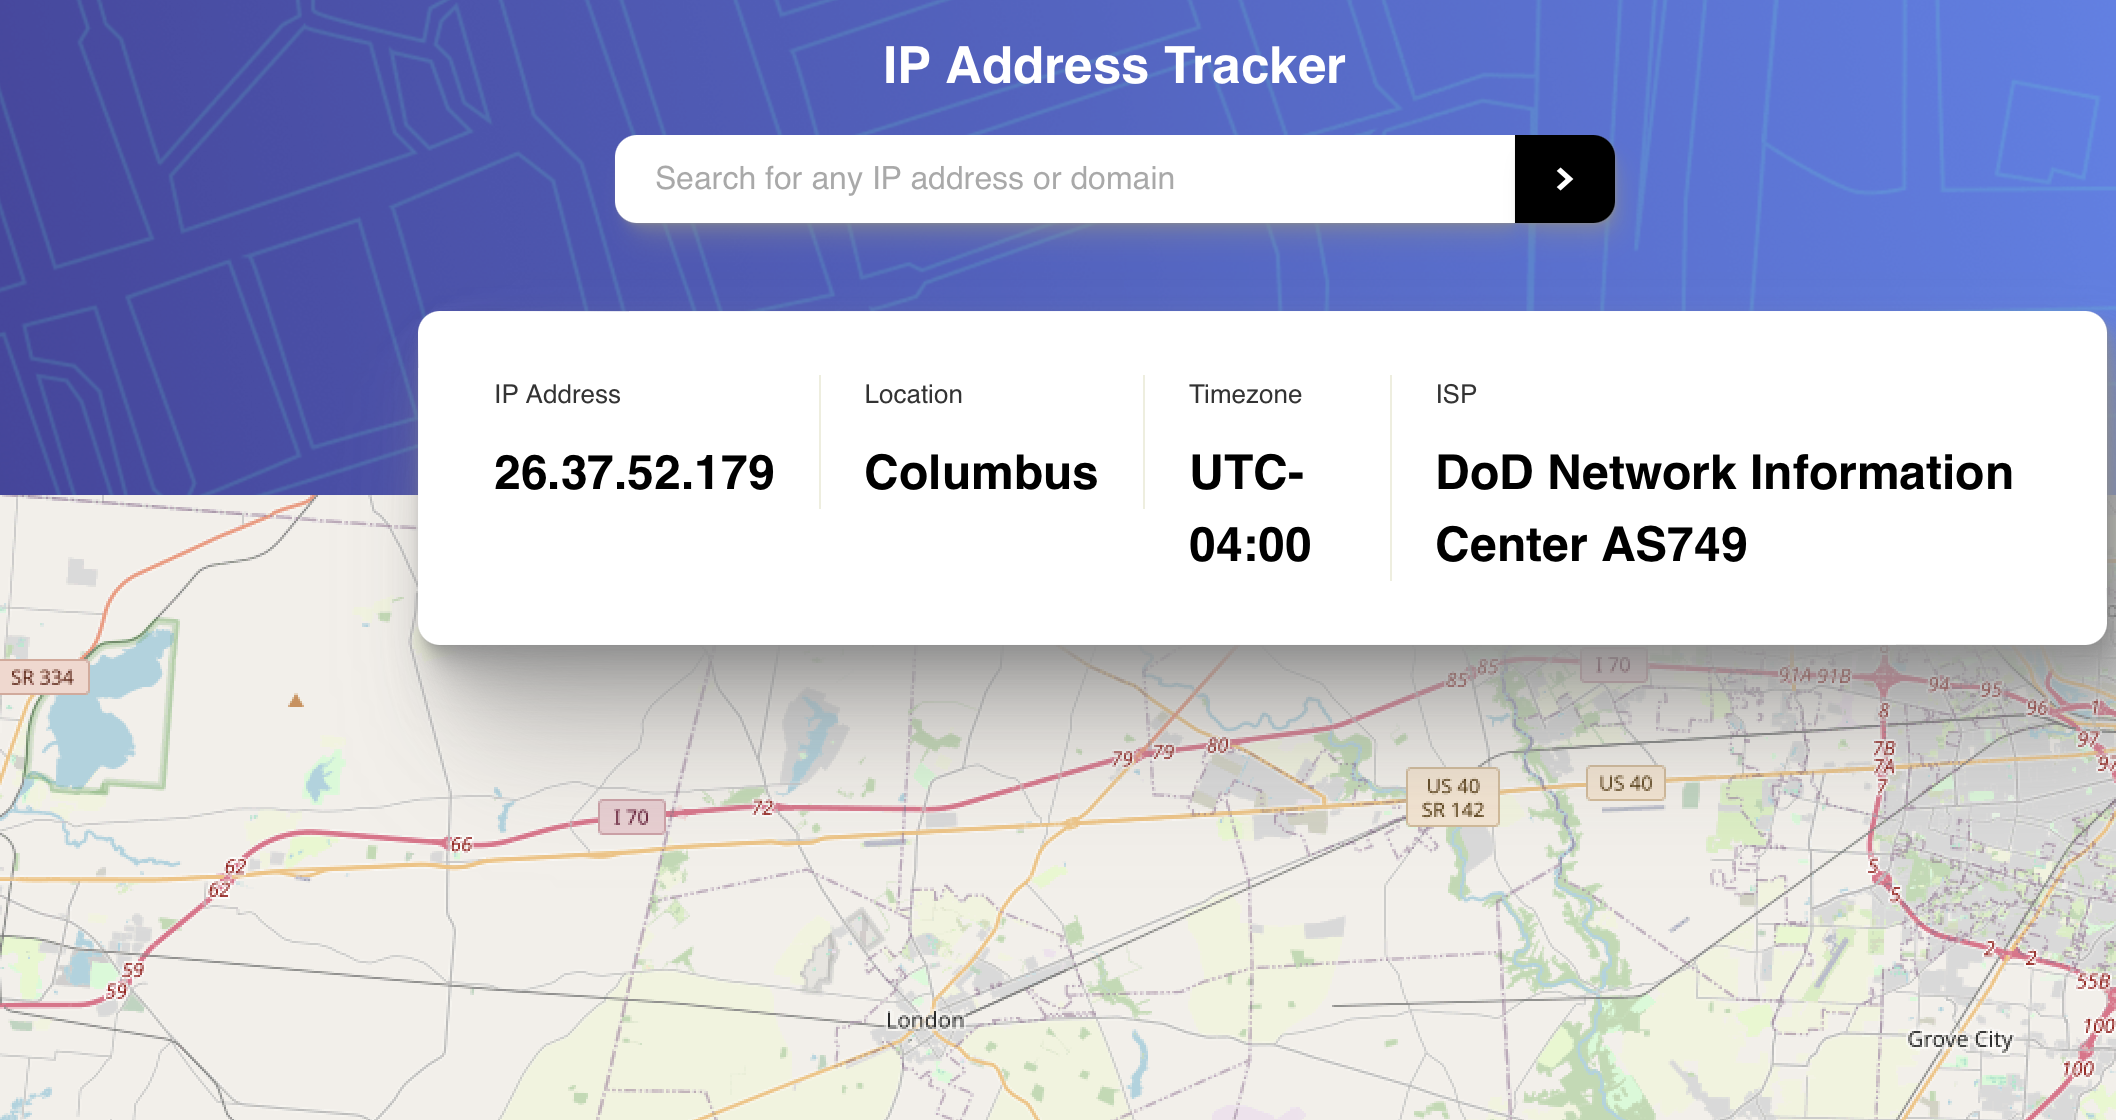 IP Address Tracker
Search for any IP address or domain
IP Address
Location
Timezone
ISP
26.37.52.179
Columbus
UTC-
04:00
DoD Network Information
Center AS749
SR 334
85
85
I 70
91A 91B
94
95
96
8
97
79
79
80
7B
7A
7
US 40
SR 142
US 40
I 70
72
66
62
62
5
5
2
2
59
59
55B
London
Grove City
100
100